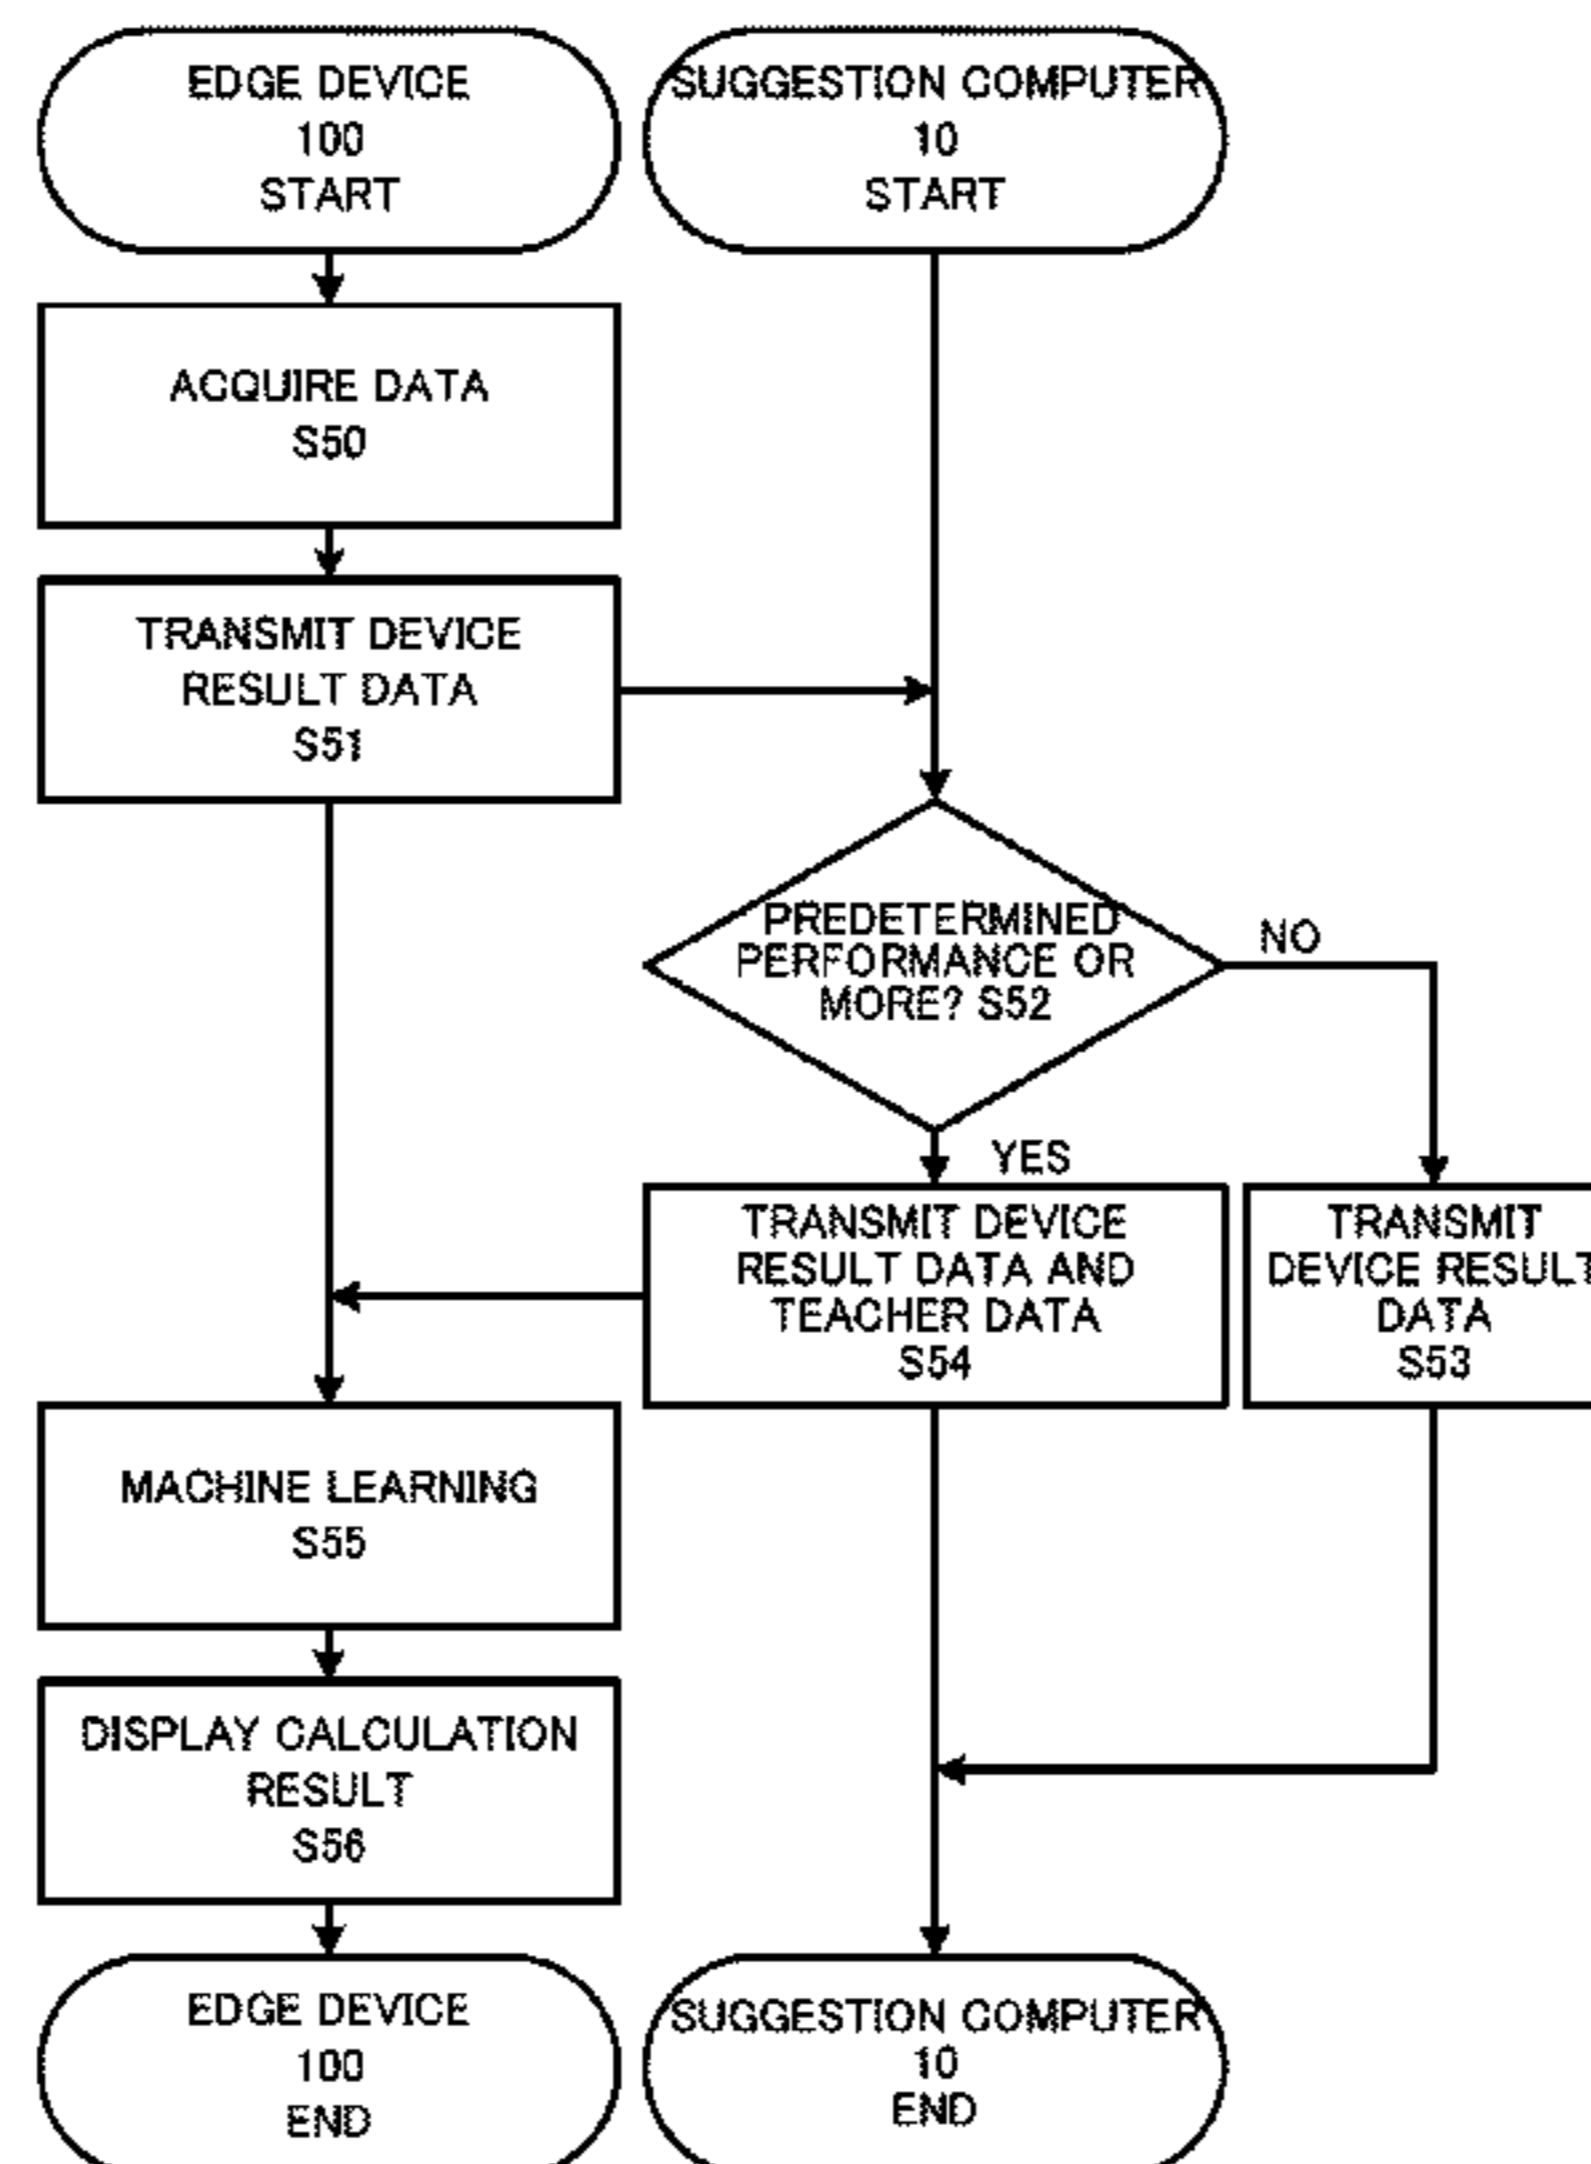 EDGE DEVICE
100
START
SUGGESTION COMPUTER
10
START
ACQUIRE DATA
S50
TRANSMIT DEVICE
RESULT DATA
S51
PREDETERMINED
PERFORMANCE OR
MORE? S52
NO
YES
TRANSMIT DEVICE
RESULT DATA AND
TEACHER DATA
S54
TRANSMIT
DEVICE RESULT
DATA
S53
MACHINE LEARNING
S55
DISPLAY CALCULATION
RESULT
S56
EDGE DEVICE
100
END
SUGGESTION COMPUTER
10
END